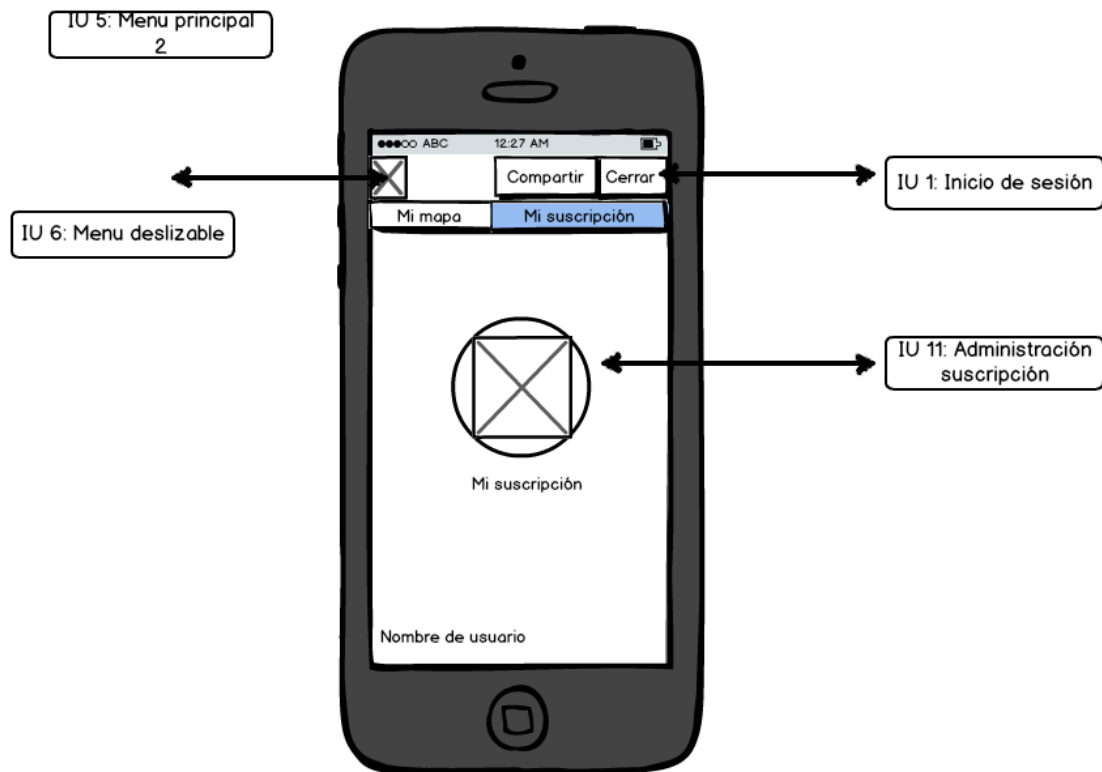 IU 5: Menu principal
2
ABC 12:27 AM
Compartir Cerrar
IU 1: Inicio de sesión
Mi mapa Mi suscripción
IU 6: Menu deslizable
IU 11: Administración
suscripción
Mi suscripción
Nombre de usuario